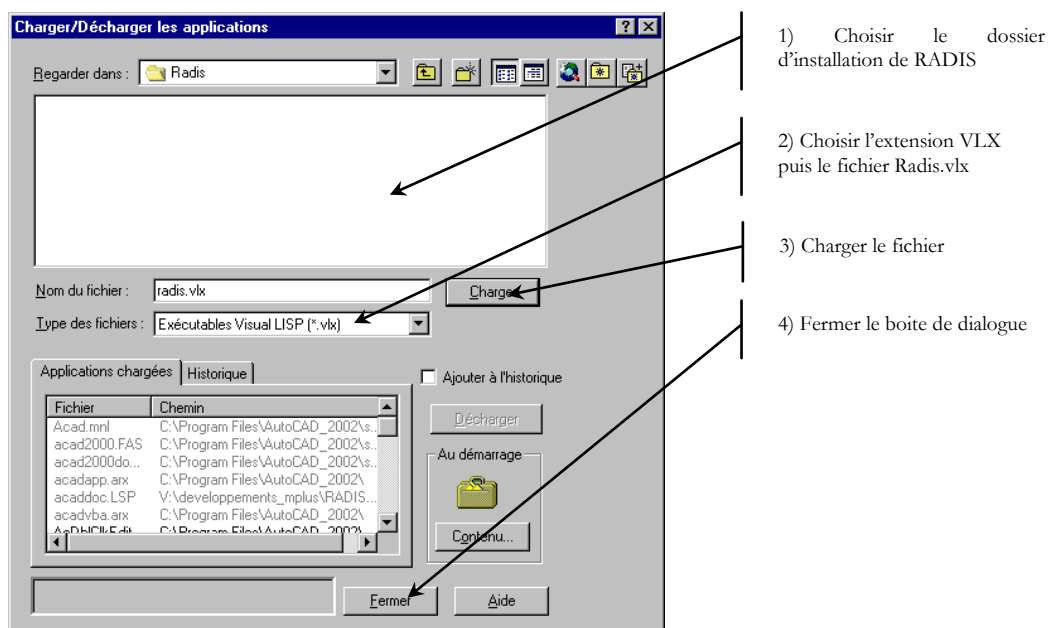 Charger/Décharger les applications
1) Choisir le dossier
d'installation de RADIS
Regarder dans : Radis
2) Choisir l'extension VLX
puis le fichier Radis.vlx
3) Charger le fichier
Nom du fichier : radis.vlx Charger
Type des fichiers : Exécutables Visual LISP (*.vlx)
4) Fermer le boite de dialogue
Applications chargées Historique
Ajouter à l'historique
Fichier Chemin
Acad.mnl C:\Program Files\AutoCAD_2002\s..
acad2000.FAS C:\Program Files\AutoCAD_2002\s..
acad2000do... C:\Program Files\AutoCAD_2002\s..
acadapp.arx C:\Program Files\AutoCAD_2002\
acaddoc.LSP V:\developpements_mplus\RADIS...
acadvba.arx C:\Program Files\AutoCAD_2002\
AcDblClkEdit C:\Program Files\AutoCAD_2002\
Décharger
Au démarrage
Contenu...
Fermer Aide